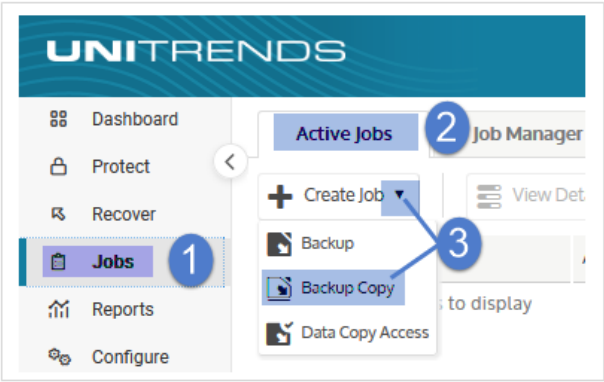 UNITRENDS
Dashboard
Protect
Recover
Jobs 1
Reports
Configure
Active Jobs 2 Job Manager
Create Job View Det
Backup 3
Backup Copy
to display
Data Copy Access